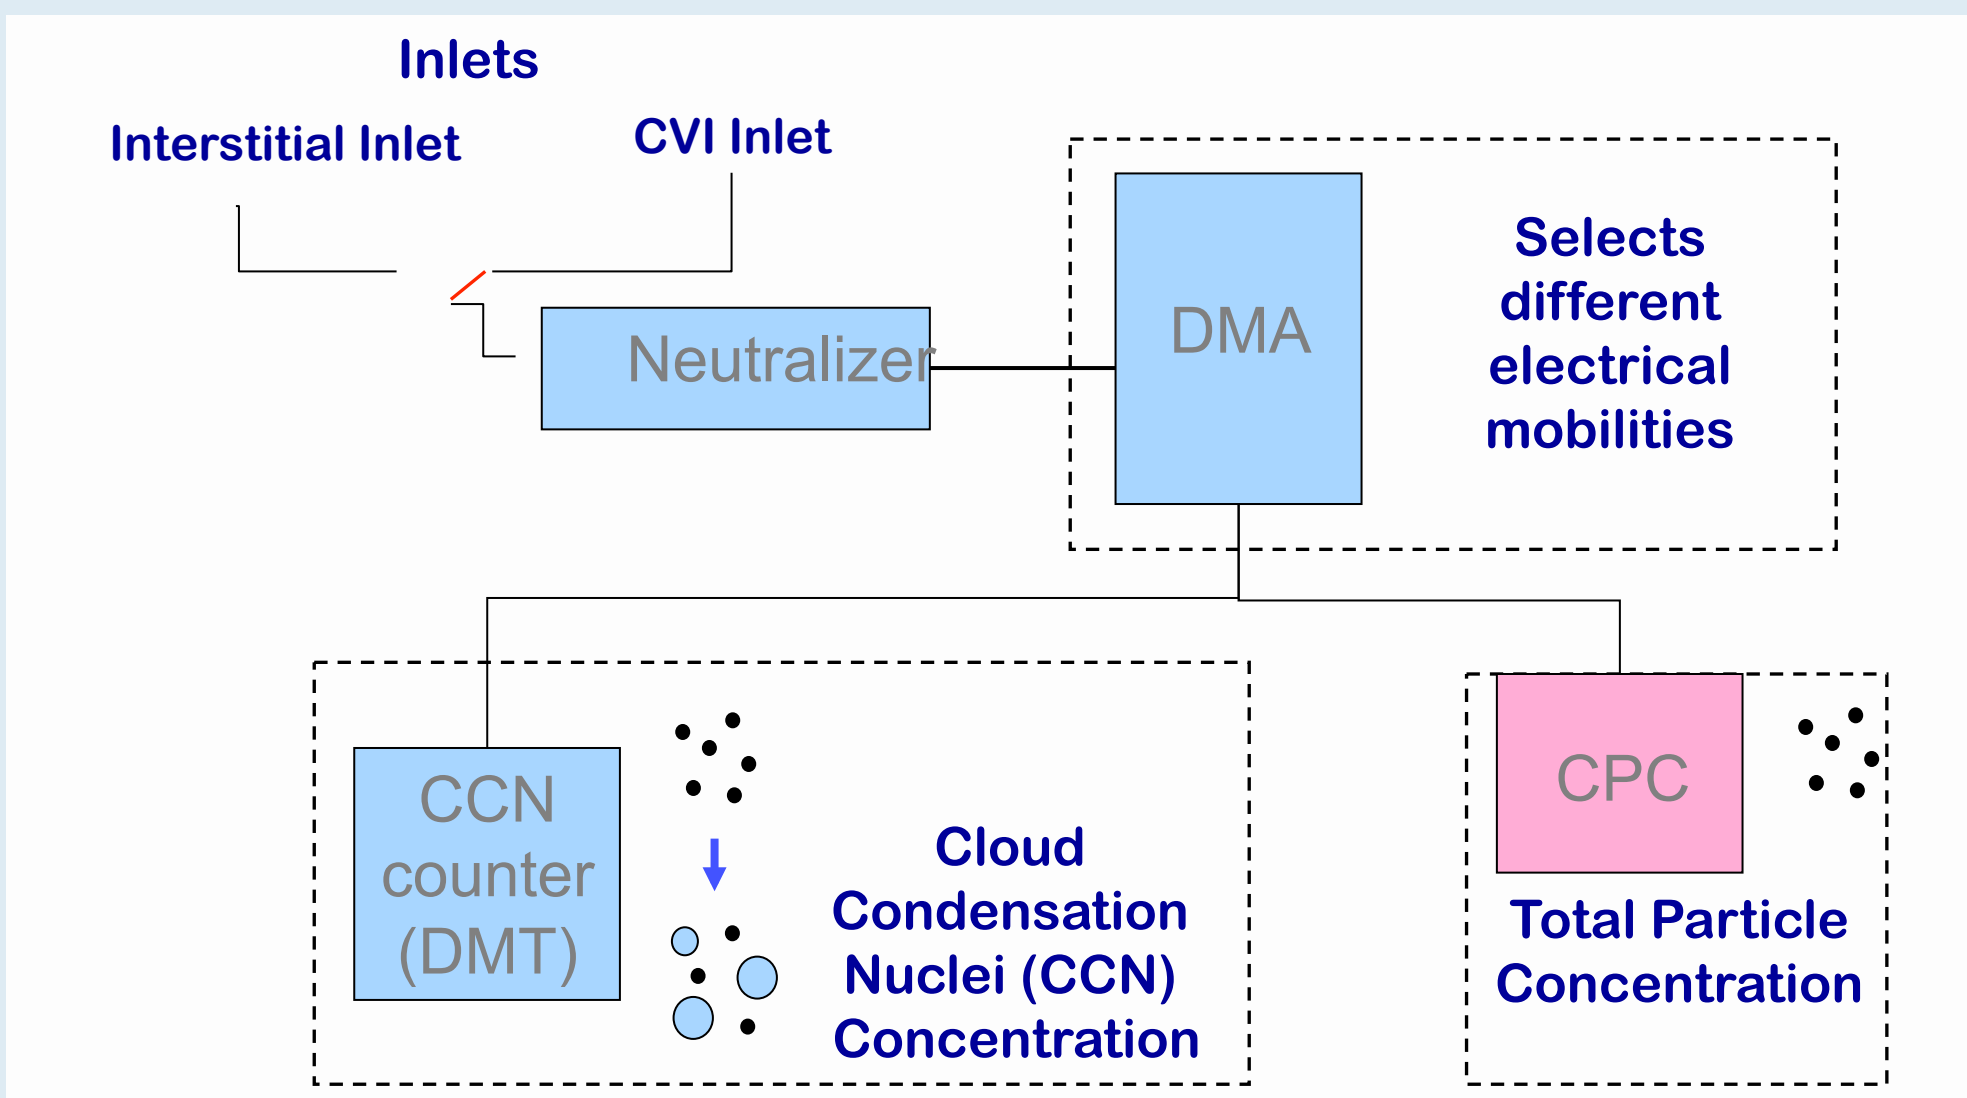 Inlets
Interstitial Inlet
CVI Inlet
Neutralizer
DMA
Selects
different
electrical
mobilities
CCN
counter
(DMT)
Cloud
Condensation
Nuclei (CCN)
Concentration
CPC
Total Particle
Concentration